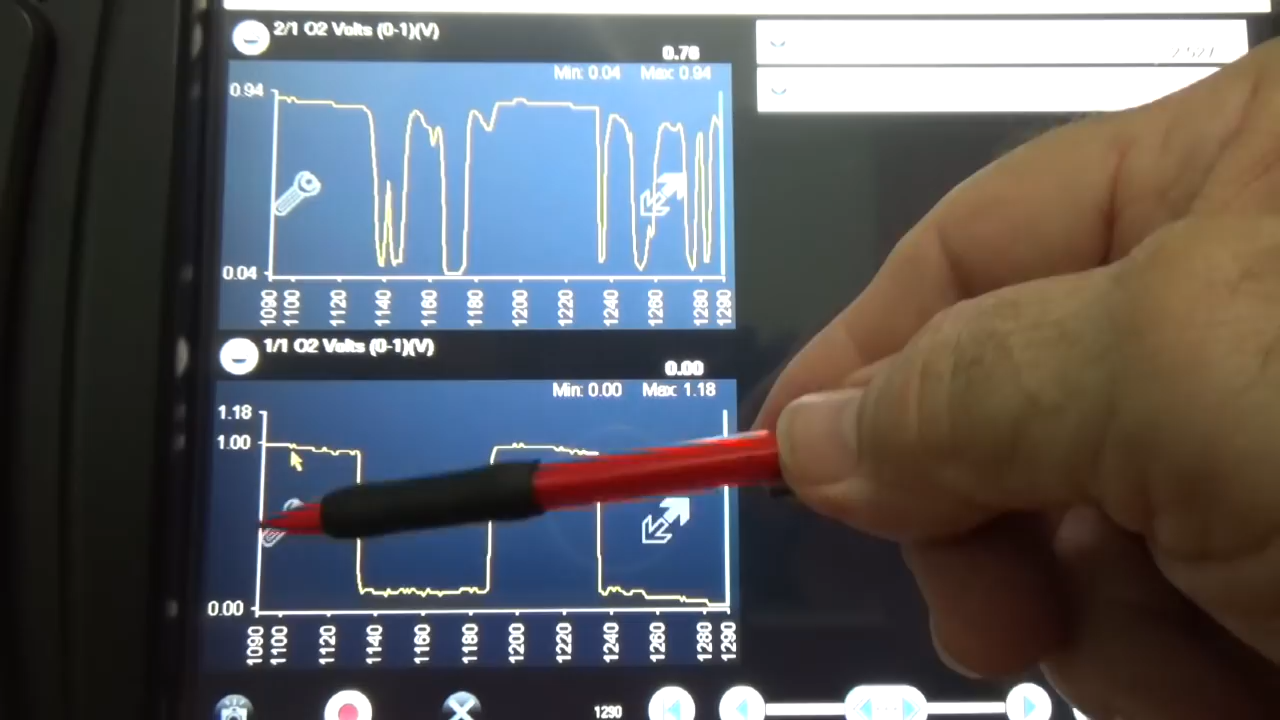 2/1 O2 Volts (0-1)(V)
0.78
Min: 0.04 Max: 0.94
0.94
0.04
1090 1100 1120 1140 1160 1180 1200 1220 1240 1260 1280 1290
1/1 O2 Volts (0-1)(V)
0.00
Min: 0.00 Max: 1.18
1.18
1.00
0.00
1090 1100 1120 1140 1160 1180 1200 1220 1240 1260 1280 1290
1290